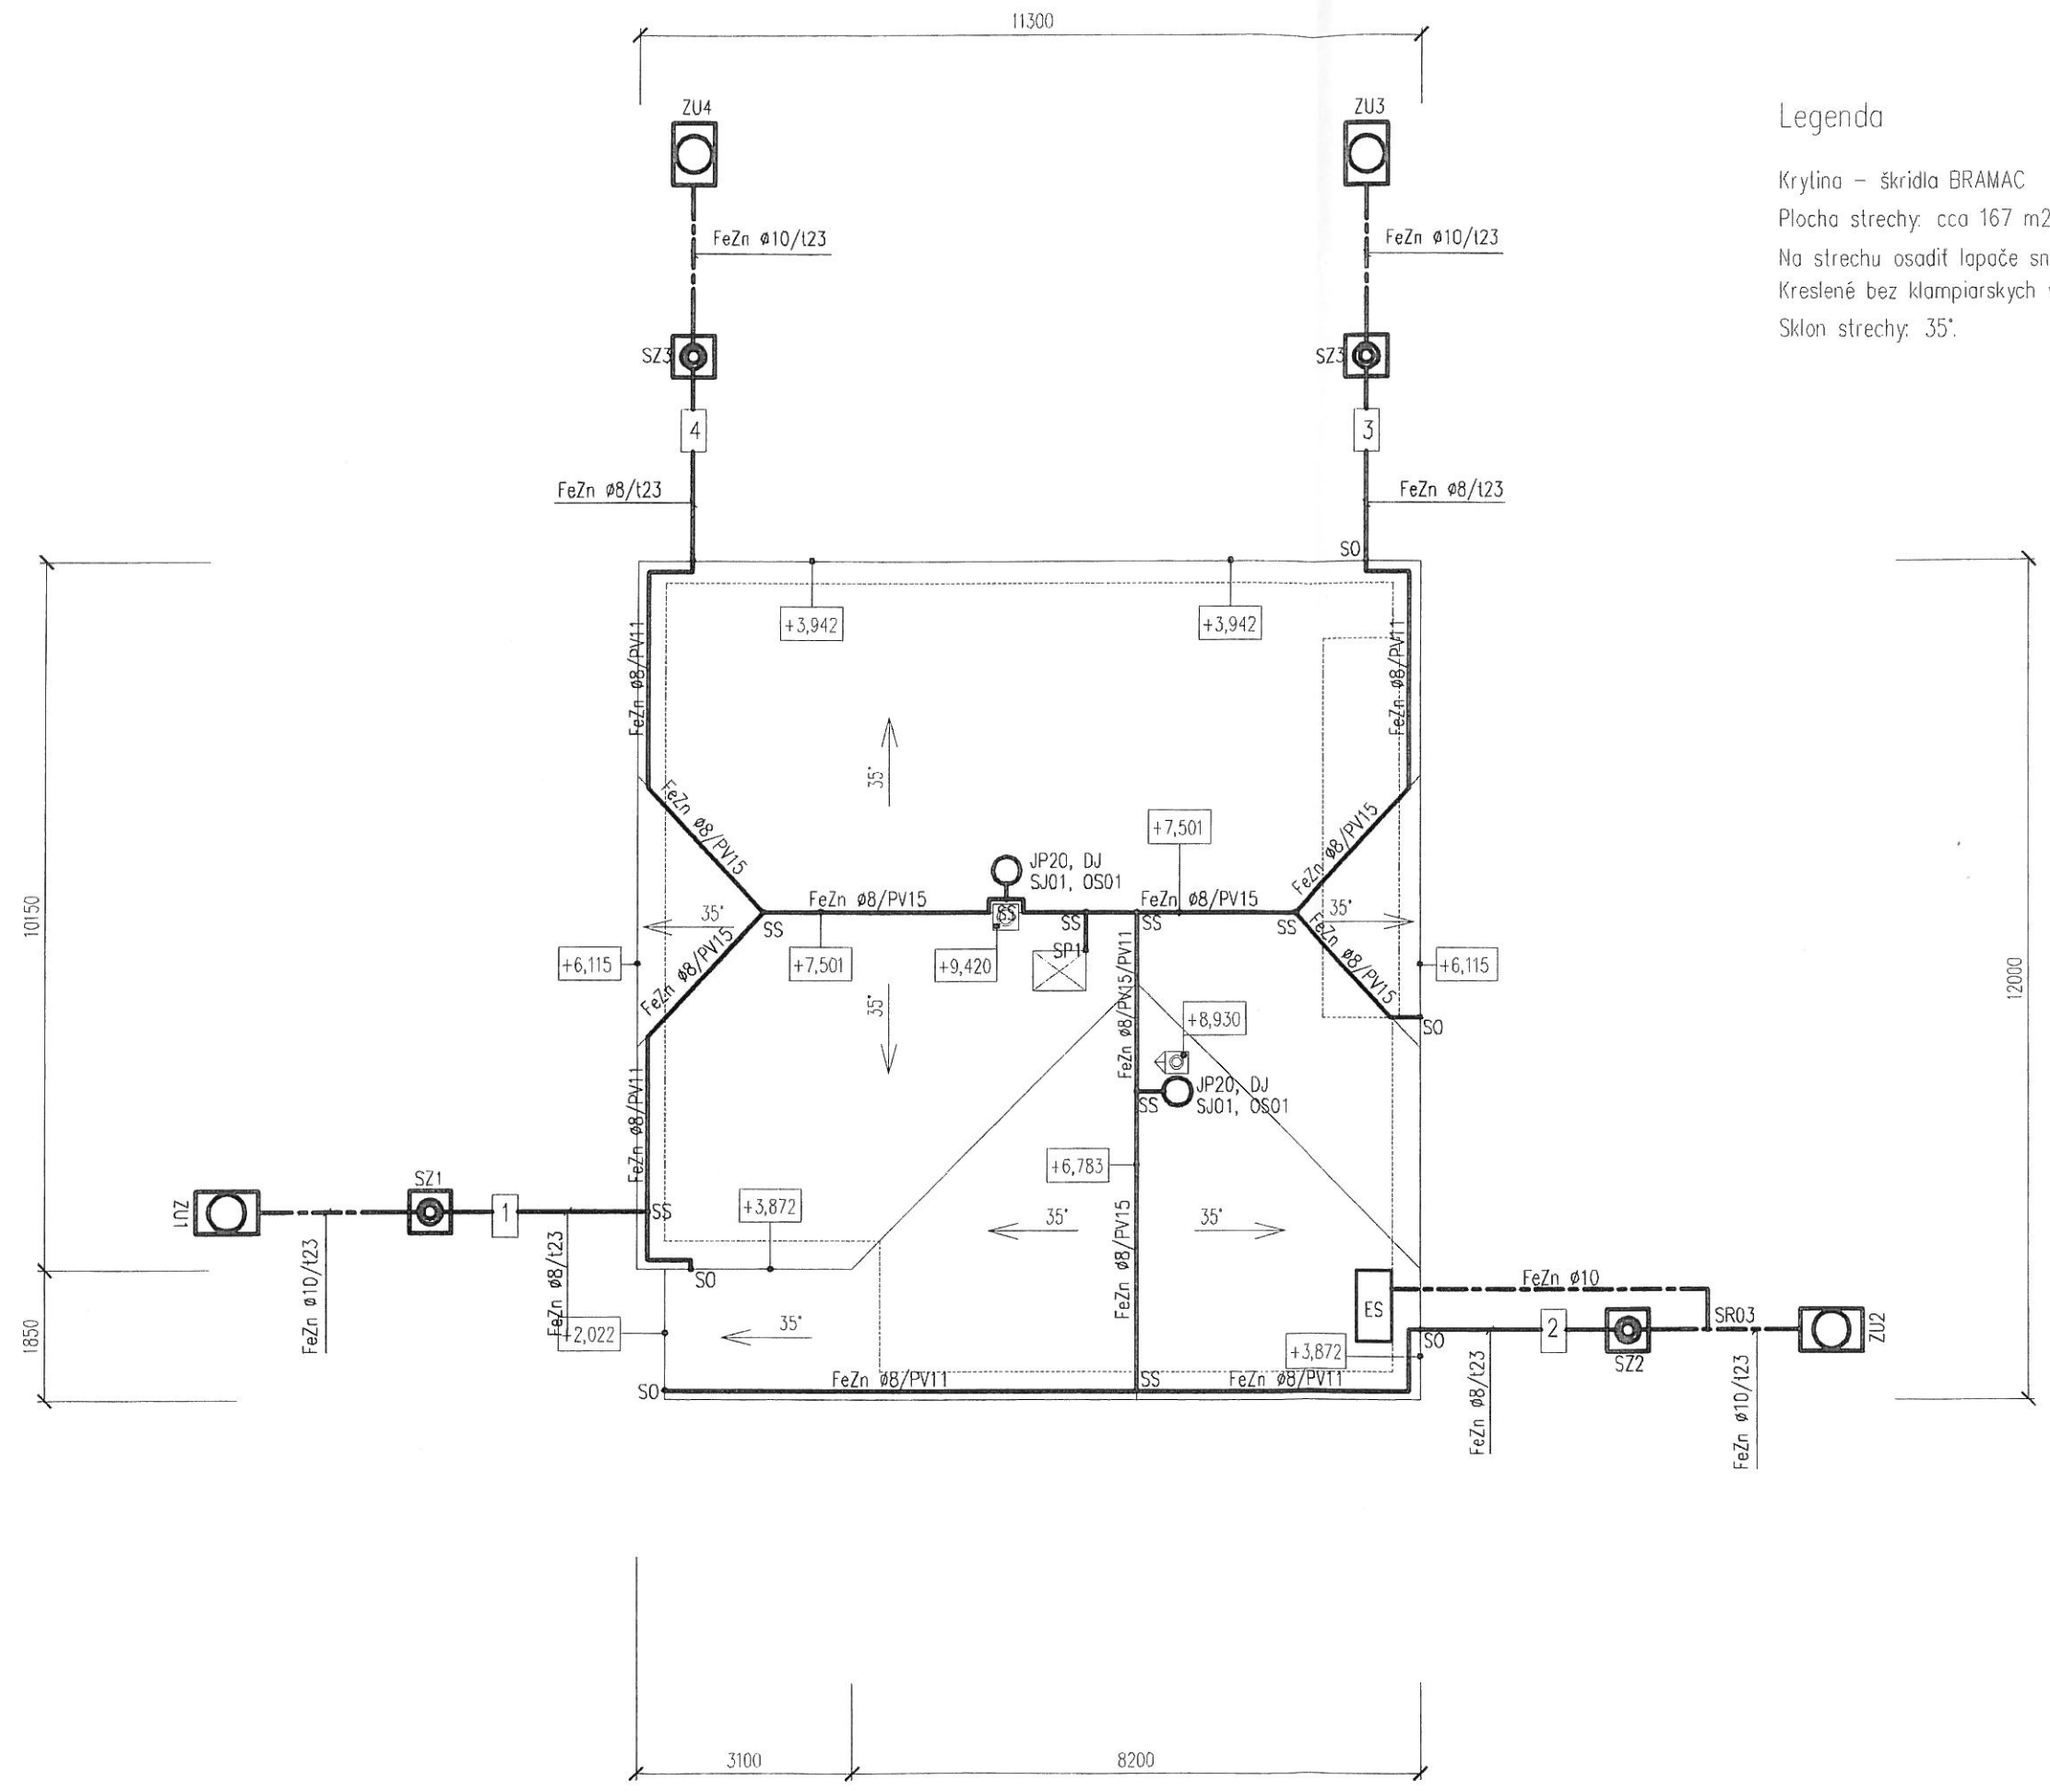 11300
ZU4
ZU3
Legenda
Krytina – škridla BRAMAC
Plocha strechy: cca 167 m2
Na strechu osadiť lapače sn
Kreslené bez klampiarskych
Sklon strechy: 35°.
FeZn ø10/t23
FeZn ø10/t23
SZ3
SZ3
4
3
FeZn ø8/t23
FeZn ø8/t23
SO
+3,942
+3,942
FeZn ø8/PV11
FeZn ø8/PV11
35°
FeZn ø8/PV15
FeZn ø8/PV15
+7,501
JP20, DJ
SJ01, OS01
FeZn ø8/PV15
FeZn ø8/PV15
35°
35°
SS
SS
SS
SS
SS
SP1
+6,115
+7,501
+9,420
+6,115
FeZn ø8/PV15
FeZn ø8/PV15
FeZn ø8/PV15/PV11
10150
12000
35°
+8,930
SO
JP20, DJ
SJ01, OS01
SS
FeZn ø8/PV11
+6,783
SZ1
ZU1
1
SS
+3,872
35°
35°
FeZn ø8/PV15
SO
FeZn ø10/t23
FeZn ø8/t23
+2,022
35°
1850
FeZn ø10
ES
SR03
2
SZ2
ZU2
SO
+3,872
SO
FeZn ø8/PV11
SS
FeZn ø8/PV11
FeZn ø8/t23
FeZn ø10/t23
3100
8200